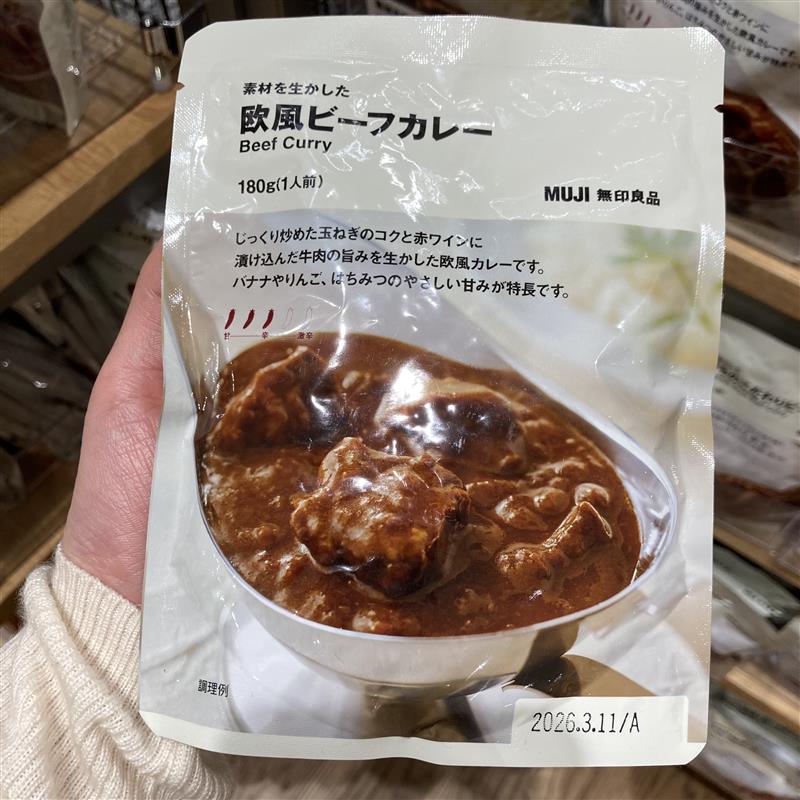 素材を生かした
欧風ビーフカレー
Beef Curry
180g(1人前)
MUJI 無印良品
じっくり炒めた玉ねぎのコクと赤ワインに
漬け込んだ牛肉の旨みを生かした欧風カレーです。
バナナやりんご、はちみつのやさしい甘みが特長です。
甘 辛 激辛
調理例
2026.3.11/A